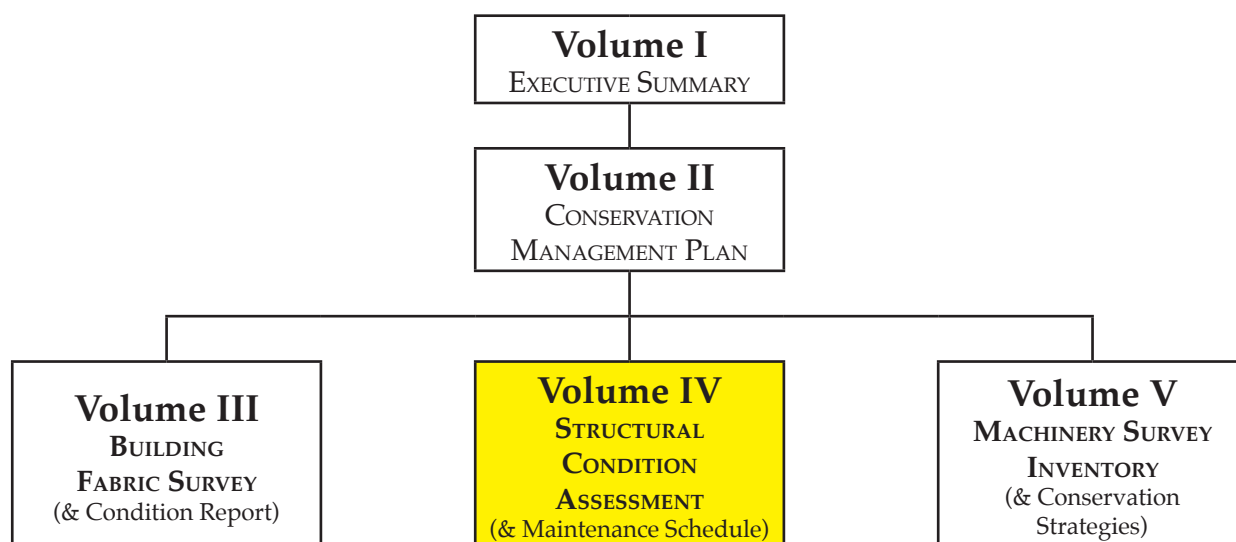 Volume I
EXECUTIVE SUMMARY
Volume II
CONSERVATION
MANAGEMENT PLAN
Volume III
BUILDING
FABRIC SURVEY
(& Condition Report)
Volume IV
STRUCTURAL
CONDITION
ASSESSMENT
(& Maintenance Schedule)
Volume V
MACHINERY SURVEY
INVENTORY
(& Conservation
Strategies)